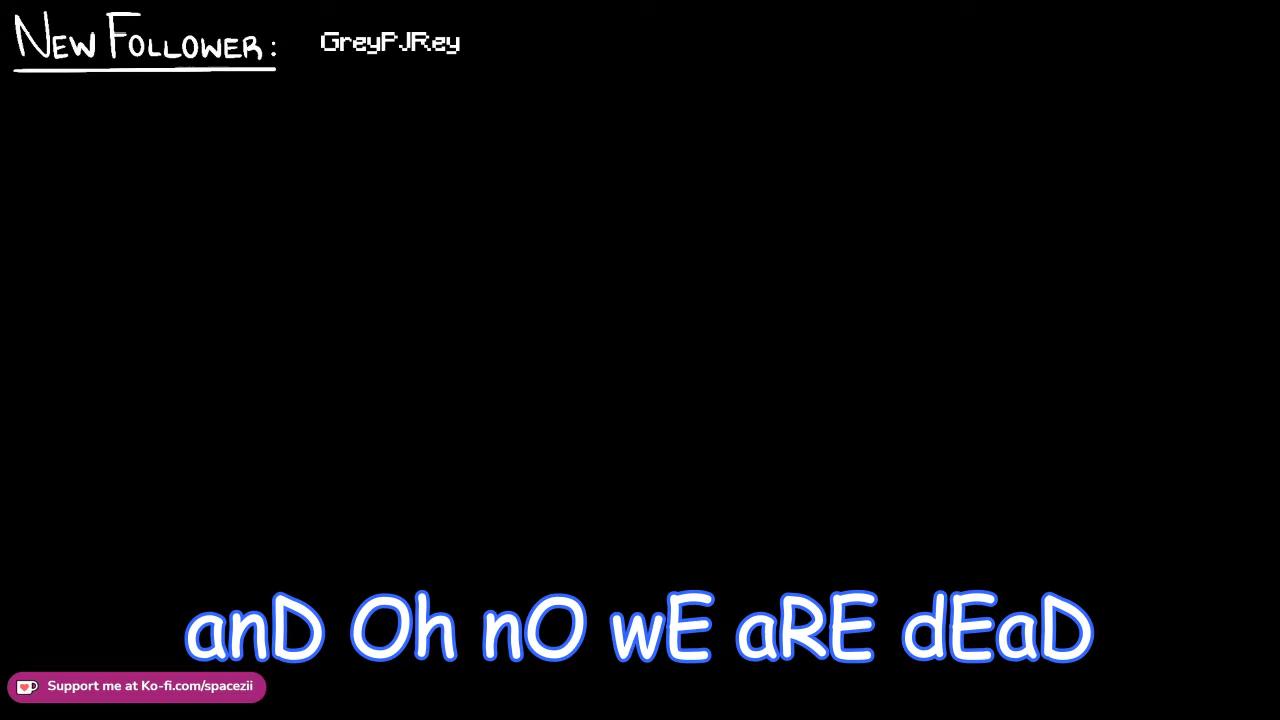 New Follower: GreyPJRey
anD Oh nO wE aRE dEaD
Support me at Ko-fi.com/spacezii